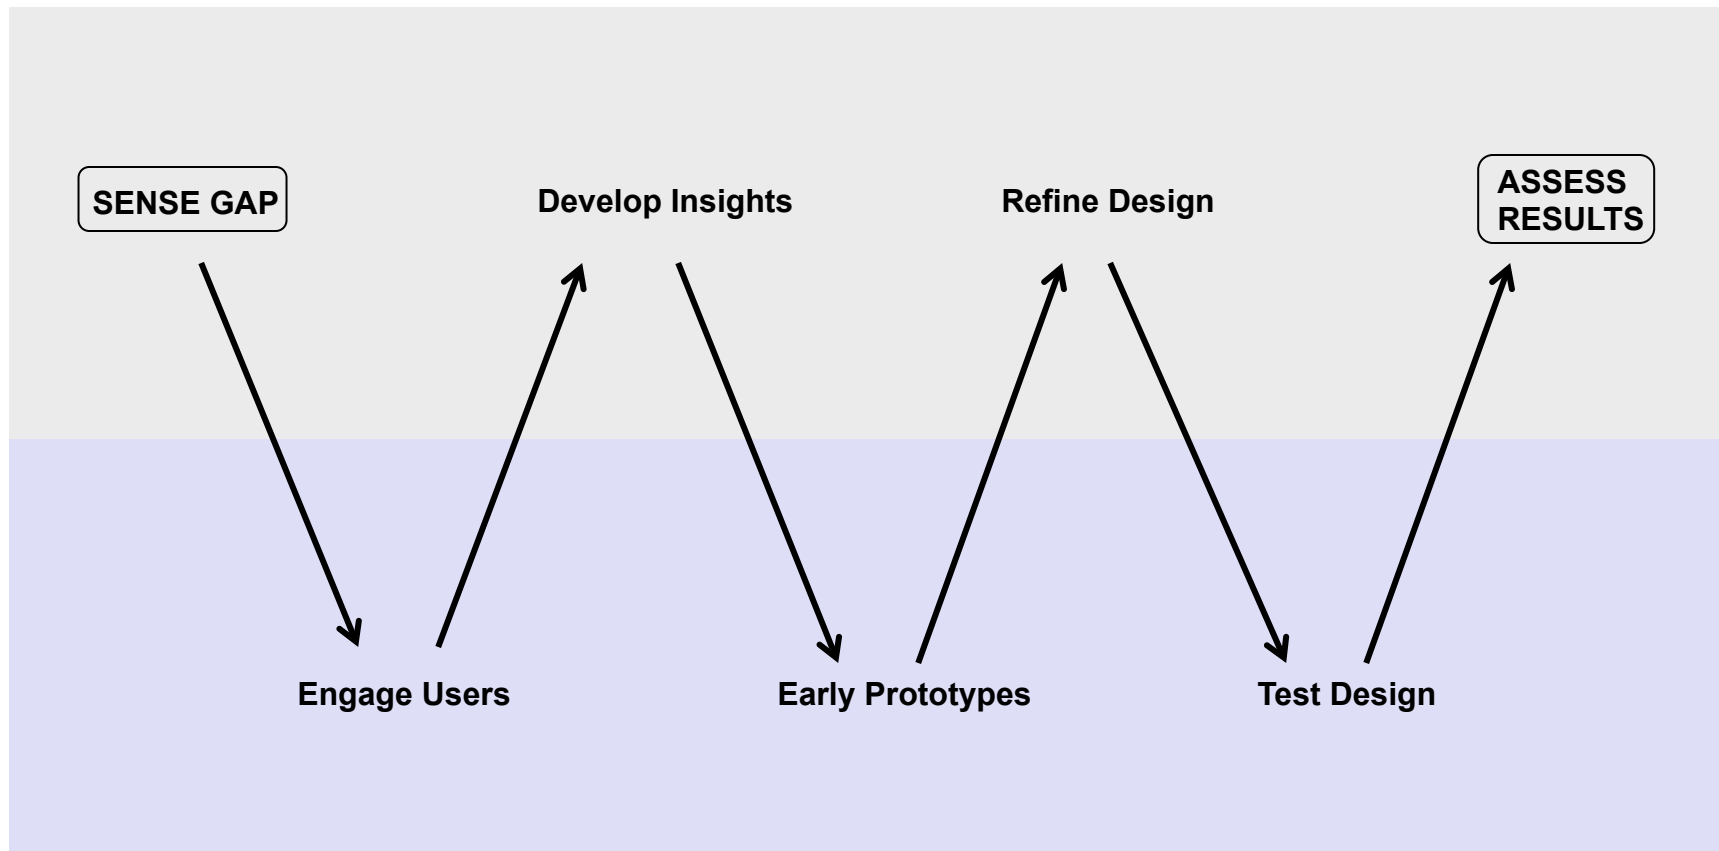 SENSE GAP
Develop Insights
Refine Design
ASSESS
RESULTS
Engage Users
Early Prototypes
Test Design